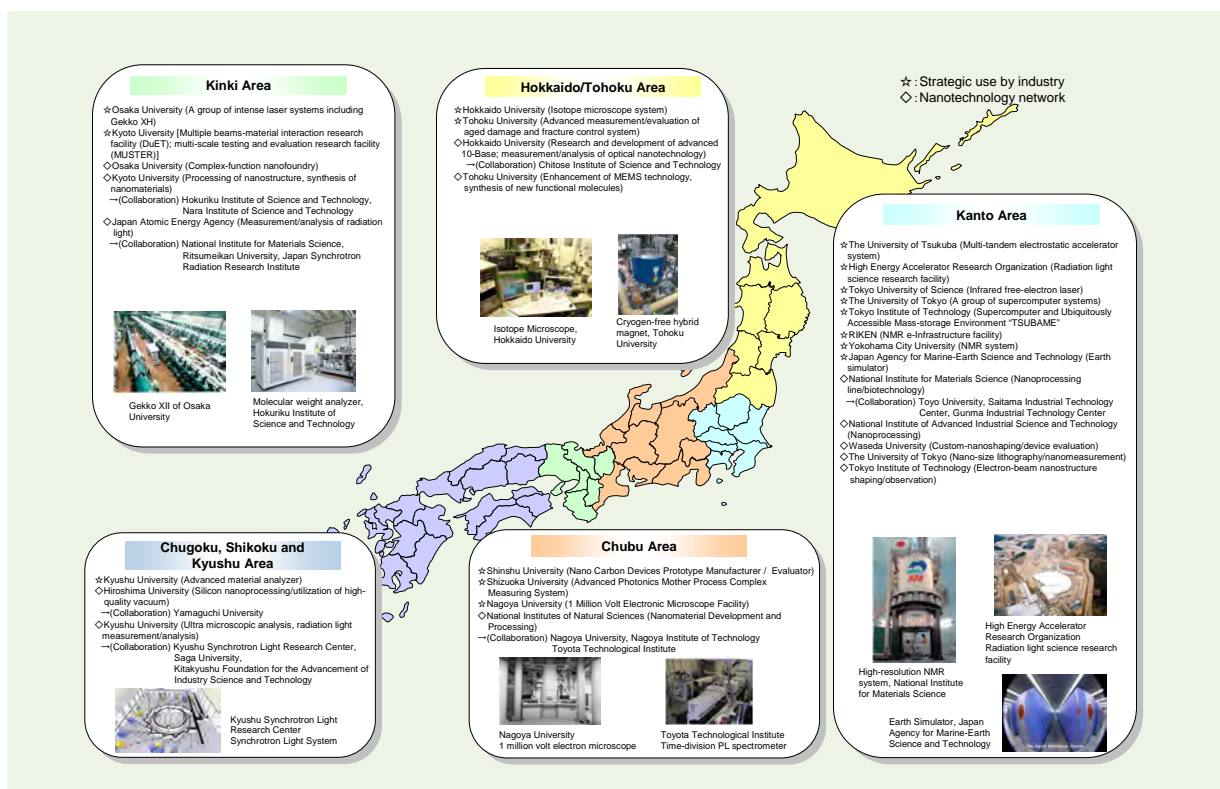 ☆:Strategic use by industry
◇:Nanotechnology network
Kinki Area
☆Osaka University (A group of intense laser systems including
Gekko XH)
☆Kyoto Uiversity [Multiple beams-material interaction research
facility (DuET); multi-scale testing and evaluation research facility
(MUSTER)]
◇Osaka University (Complex-function nanofoundry)
◇Kyoto University (Processing of nanostructure, synthesis of
nanomaterials)
→(Collaboration) Hokuriku Institute of Science and Technology,
Nara Institute of Science and Technology
◇Japan Atomic Energy Agency (Measurement/analysis of radiation
light)
→(Collaboration) National Institute for Materials Science,
Ritsumeikan University, Japan Synchrotron
Radiation Research Institute
Gekko XII of Osaka
University
Molecular weight analyzer,
Hokuriku Institute of
Science and Technology
Hokkaido/Tohoku Area
☆Hokkaido University (Isotope microscope system)
☆Tohoku University (Advanced measurement/evaluation of
aged damage and fracture control system)
◇Hokkaido University (Research and development of advanced
10-Base; measurement/analysis of optical nanotechnology)
→(Collaboration) Chitose Institute of Science and Technology
◇Tohoku University (Enhancement of MEMS technology,
synthesis of new functional molecules)
Isotope Microscope,
Hokkaido University
Cryogen-free hybrid
magnet, Tohoku
University
Kanto Area
☆The University of Tsukuba (Multi-tandem electrostatic accelerator
system)
☆High Energy Accelerator Research Organization (Radiation light
science research facility)
☆Tokyo University of Science (Infrared free-electron laser)
☆The University of Tokyo (A group of supercomputer systems)
☆Tokyo Institute of Technology (Supercomputer and Ubiquitously
Accessible Mass-storage Environment "TSUBAME"
☆RIKEN (NMR e-Infrastructure facility)
☆Yokohama City University (NMR system)
☆Japan Agency for Marine-Earth Science and Technology (Earth
simulator)
◇National Institute for Materials Science (Nanoprocessing
line/biotechnology)
→(Collaboration) Toyo University, Saitama Industrial Technology
Center, Gunma Industrial Technology Center
◇National Institute of Advanced Industrial Science and Technology
(Nanoprocessing)
◇Waseda University (Custom-nanoshaping/device evaluation)
◇The University of Tokyo (Nano-size lithography/nanomeasurement)
◇Tokyo Institute of Technology (Electron-beam nanostructure
shaping/observation)
High-resolution NMR
system, National Institute
for Materials Science
High Energy Accelerator
Research Organization
Radiation light science research
facility
Earth Simulator, Japan
Agency for Marine-Earth
Science and Technology
Chugoku, Shikoku and
Kyushu Area
☆Kyushu University (Advanced material analyzer)
◇Hiroshima University (Silicon nanoprocessing/utilization of high-
quality vacuum)
→(Collaboration) Yamaguchi University
◇Kyushu University (Ultra microscopic analysis, radiation light
measurement/analysis)
→(Collaboration) Kyushu Synchrotron Light Research Center,
Saga University,
Kitakyushu Foundation for the Advancement of
Industry Science and Technology
Kyushu Synchrotron Light
Research Center
Synchrotron Light System
Chubu Area
☆Shinshu University (Nano Carbon Devices Prototype Manufacturer / Evaluator)
☆Shizuoka University (Advanced Photonics Mother Process Complex
Measuring System)
☆Nagoya University (1 Million Volt Electronic Microscope Facility)
◇National Institutes of Natural Sciences (Nanomaterial Development and
Processing)
→(Collaboration) Nagoya University, Nagoya Institute of Technology
Toyota Technological Institute
Nagoya University
1 million volt electron microscope
Toyota Technological Institute
Time-division PL spectrometer